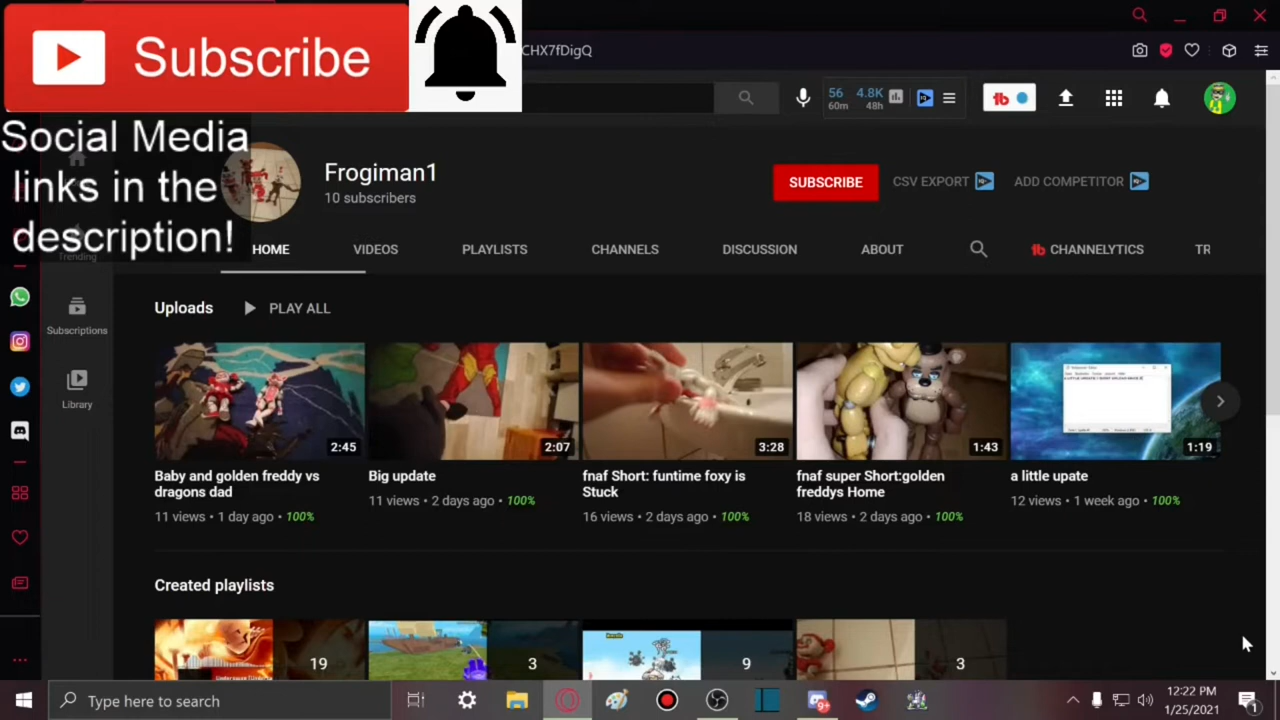 Subscribe
Social Media
links in the
description!
CHX7fDigQ
56 4.8K
60m 48h
Frogiman1
10 subscribers
SUBSCRIBE
CSV EXPORT
ADD COMPETITOR
HOME VIDEOS PLAYLISTS CHANNELS DISCUSSION ABOUT CHANNELYTICS TR
Trending
Subscriptions
Library
Uploads PLAY ALL
2:45
2:07
3:28
1:43
1:19
Baby and golden freddy vs
dragons dad
11 views • 1 day ago • 100%
Big update
11 views • 2 days ago • 100%
fnaf Short: funtime foxy is
Stuck
16 views • 2 days ago • 100%
fnaf super Short:golden
freddys Home
18 views • 2 days ago • 100%
a little upate
12 views • 1 week ago • 100%
Created playlists
19
3
9
3
Type here to search
9+
12:22 PM
1/25/2021
1